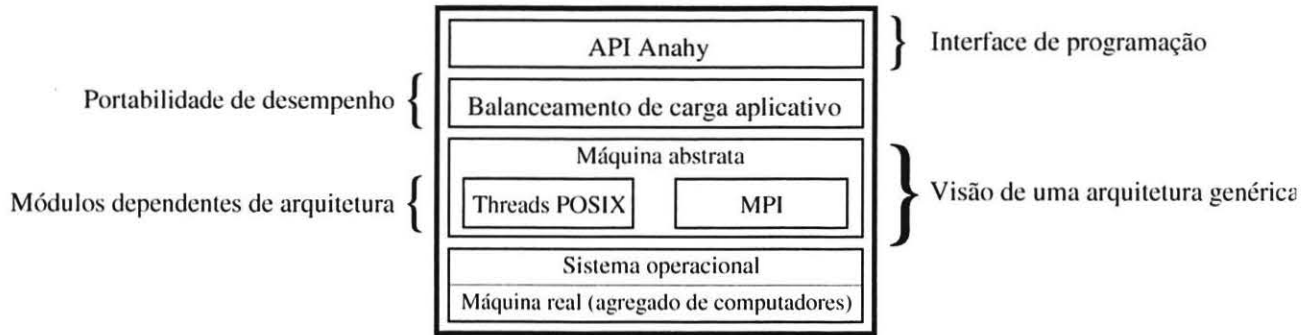 API Anahy
Interface de programação
Portabilidade de desempenho
Balanceamento de carga aplicativo
Máquina abstrata
Módulos dependentes de arquitetura
Threads POSIX
MPI
Visão de uma arquitetura genérica
Sistema operacional
Máquina real (agregado de computadores)